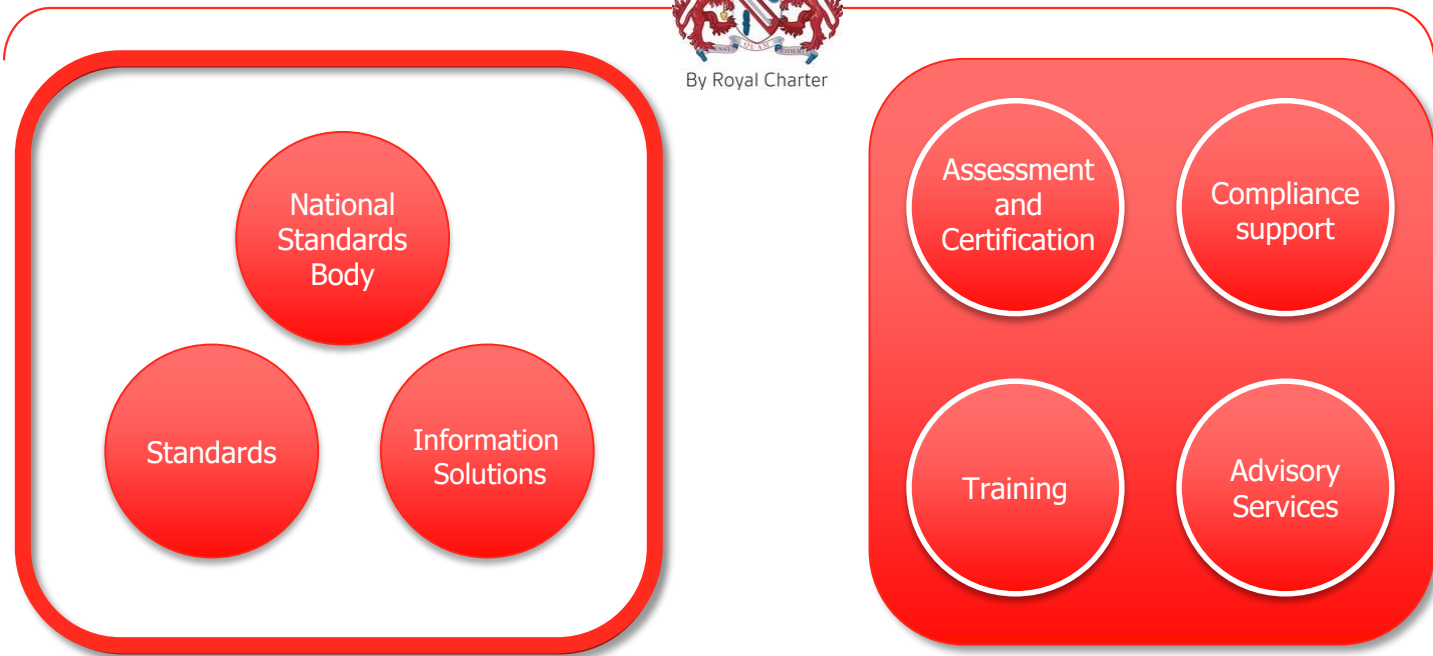 By Royal Charter
National
Standards
Body
Standards
Information
Solutions
Assessment
and
Certification
Compliance
support
Training
Advisory
Services